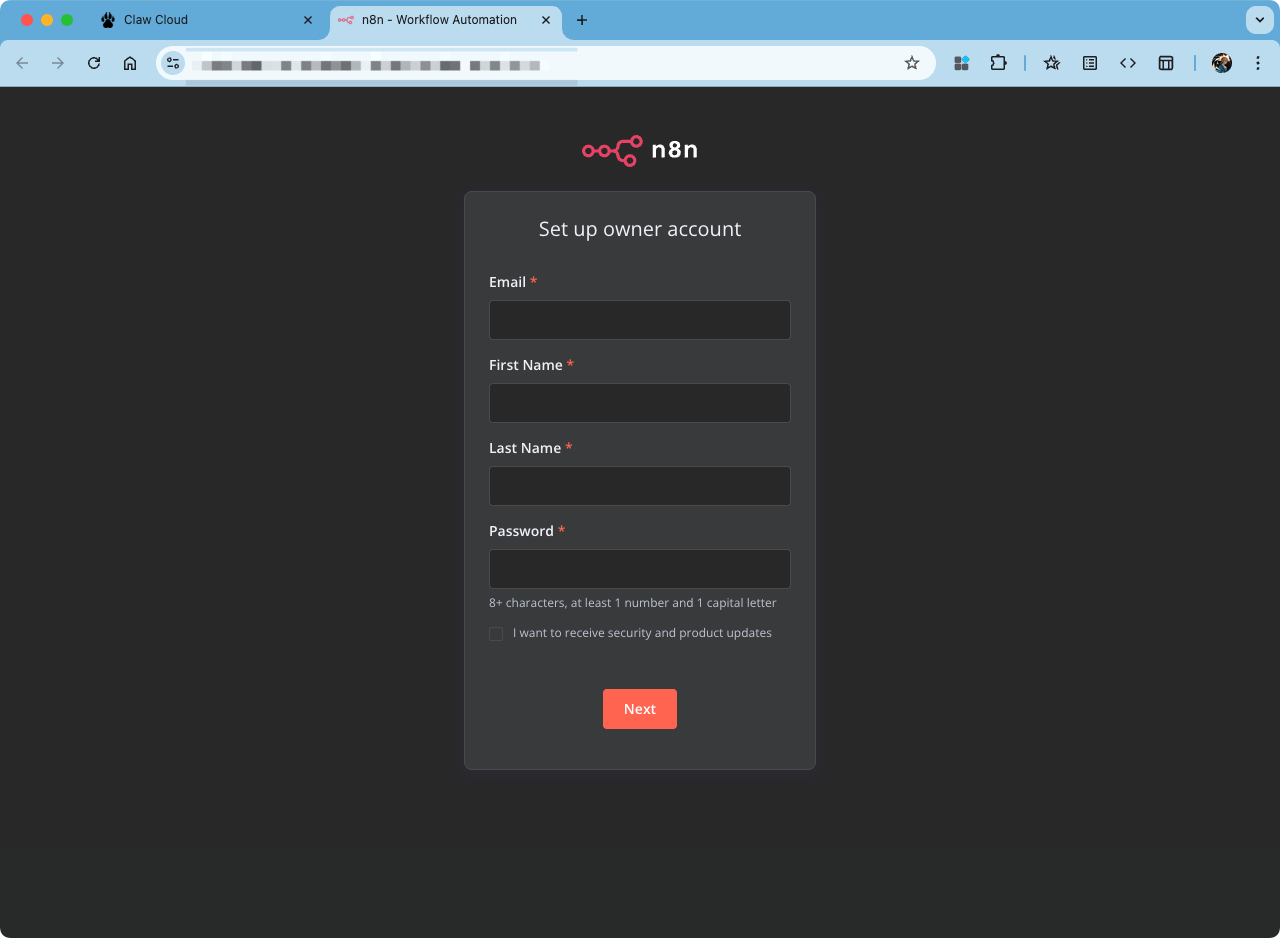 Claw Cloud
n8n - Workflow Automation
n8n
Set up owner account
Email *
First Name *
Last Name *
Password *
8+ characters, at least 1 number and 1 capital letter
I want to receive security and product updates
Next